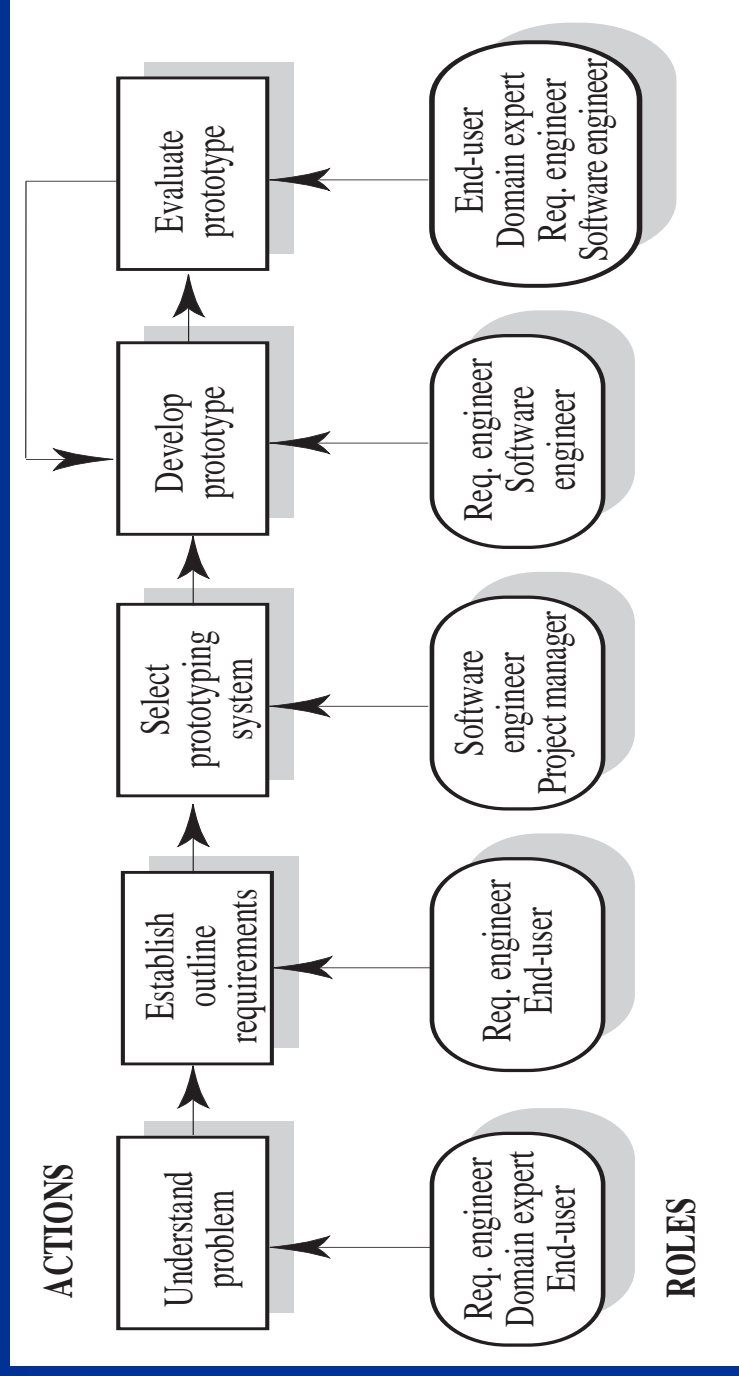 ACTIONS
Understand
problem
Establish
outline
requirements
Select
prototyping
system
Develop
prototype
Evaluate
prototype
Req. engineer
Domain expert
End-user
Req. engineer
End-user
Software
engineer
Project manager
Req. engineer
Software
engineer
End-user
Domain expert
Req. engineer
Software engineer
ROLES